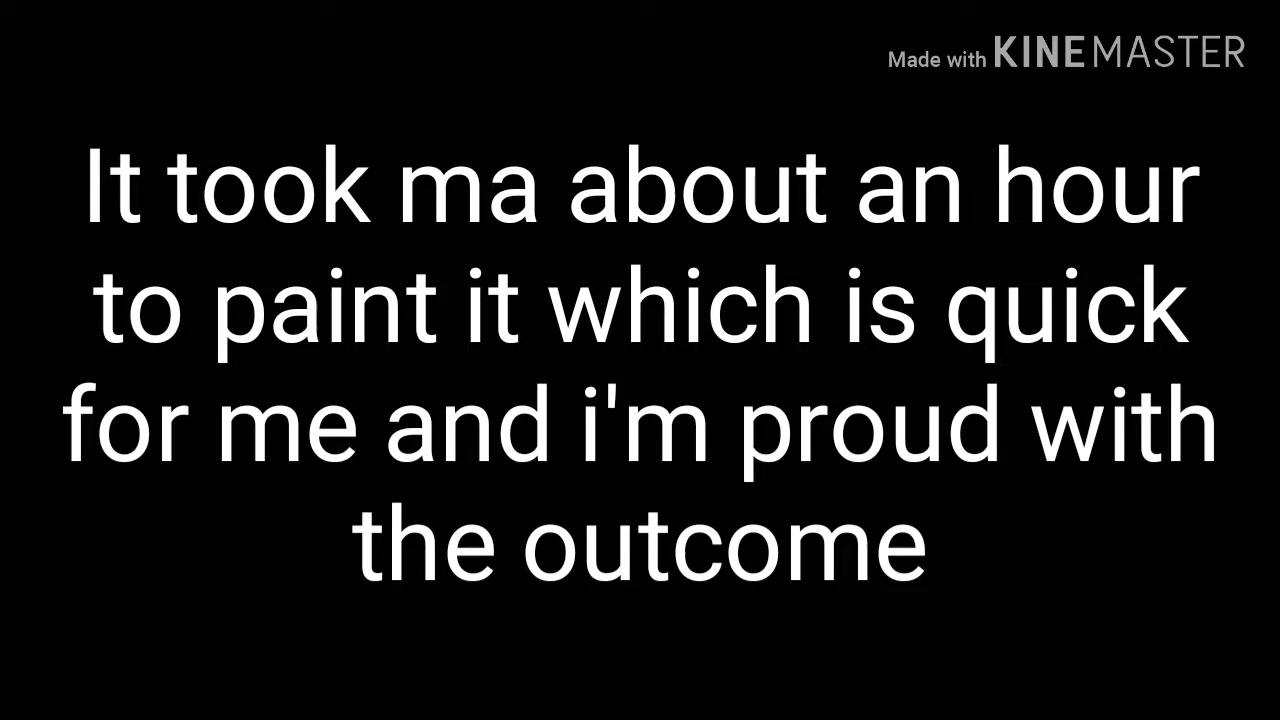 Made with KINEMASTER
It took ma about an hour
to paint it which is quick
for me and i'm proud with
the outcome